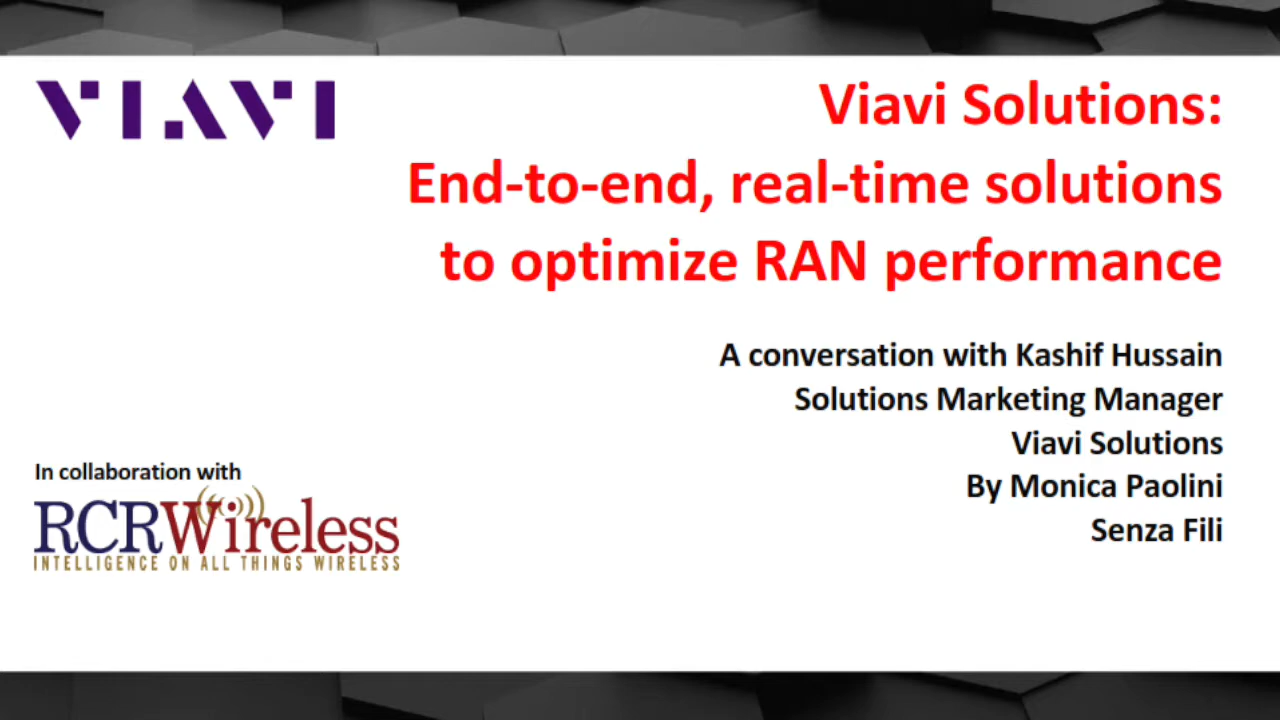 VIAVI
Viavi Solutions:
End-to-end, real-time solutions
to optimize RAN performance
A conversation with Kashif Hussain
Solutions Marketing Manager
Viavi Solutions
By Monica Paolini
Senza Fili
In collaboration with
RCRWireless
INTELLIGENCE ON ALL THINGS WIRELESS